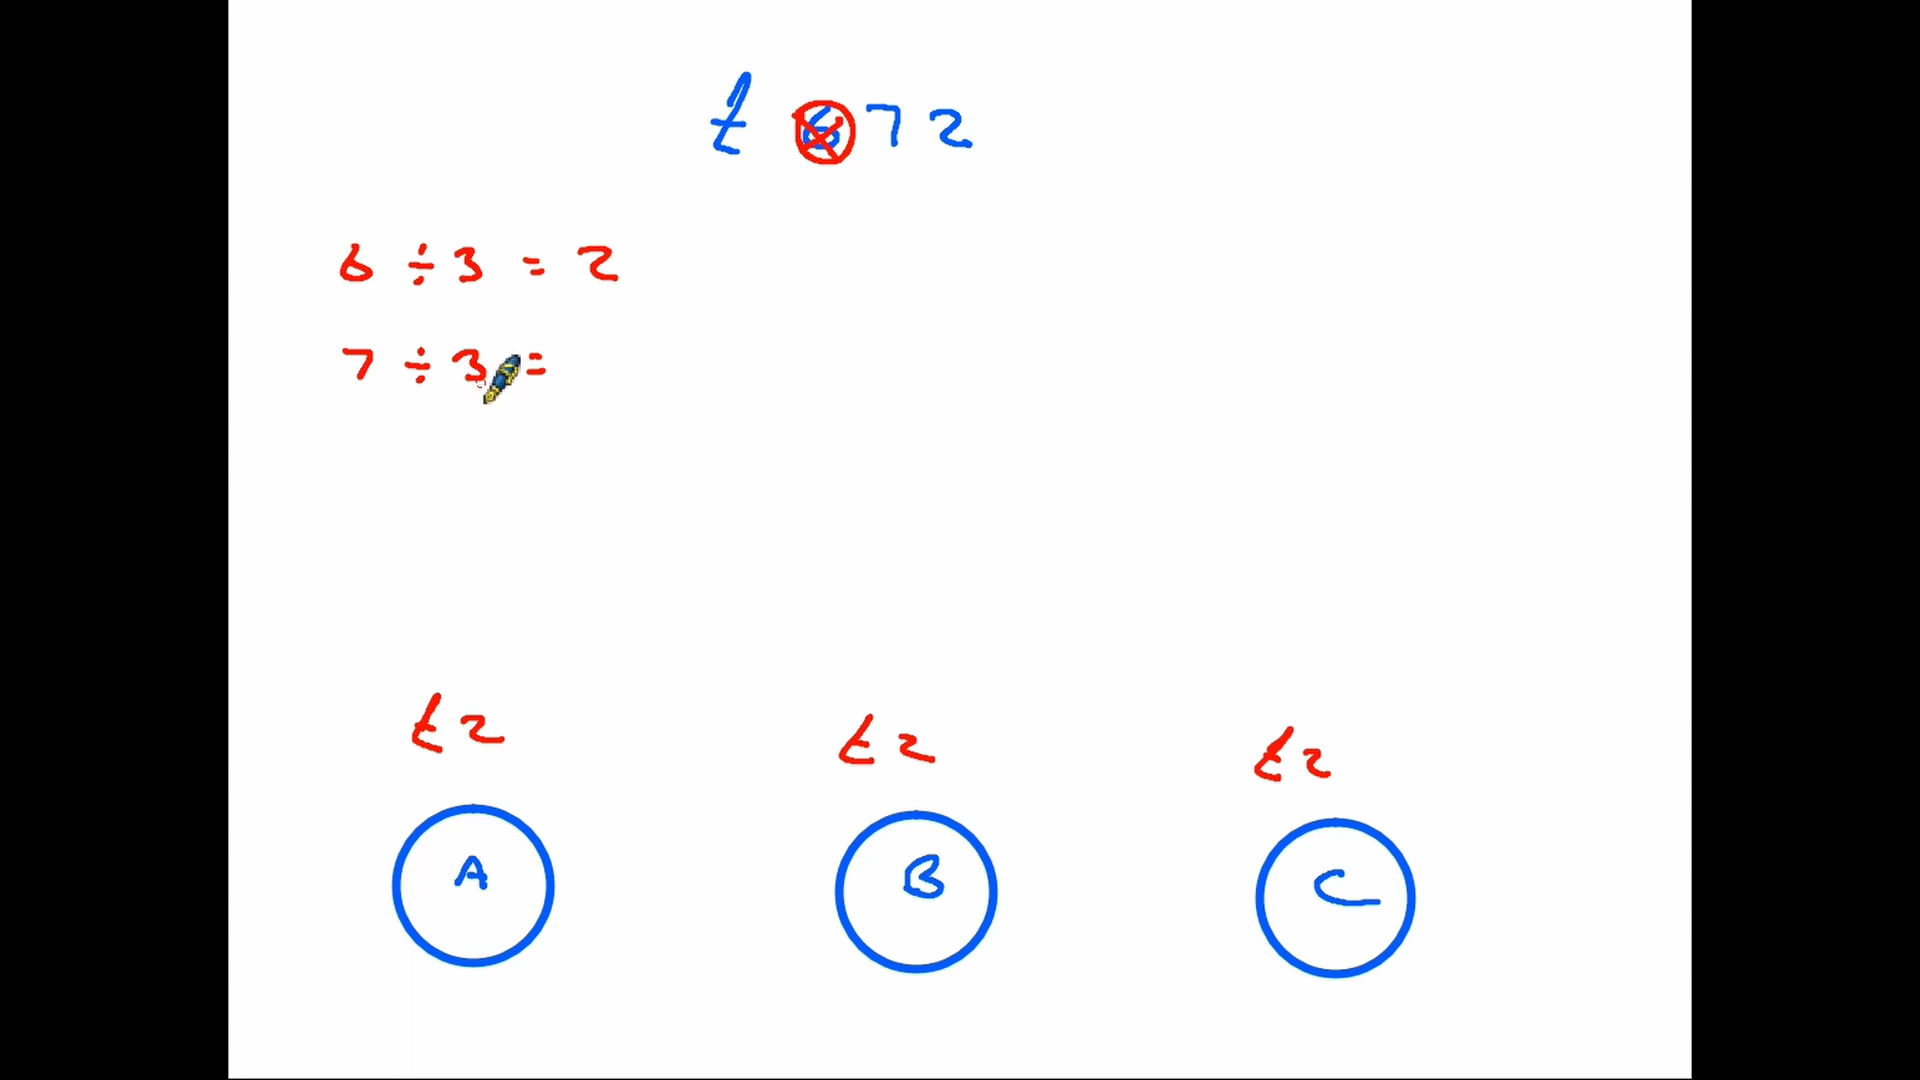 £ 672
6 ÷ 3 = 2
7 ÷ 3 =
£2 £2 £2
A B C